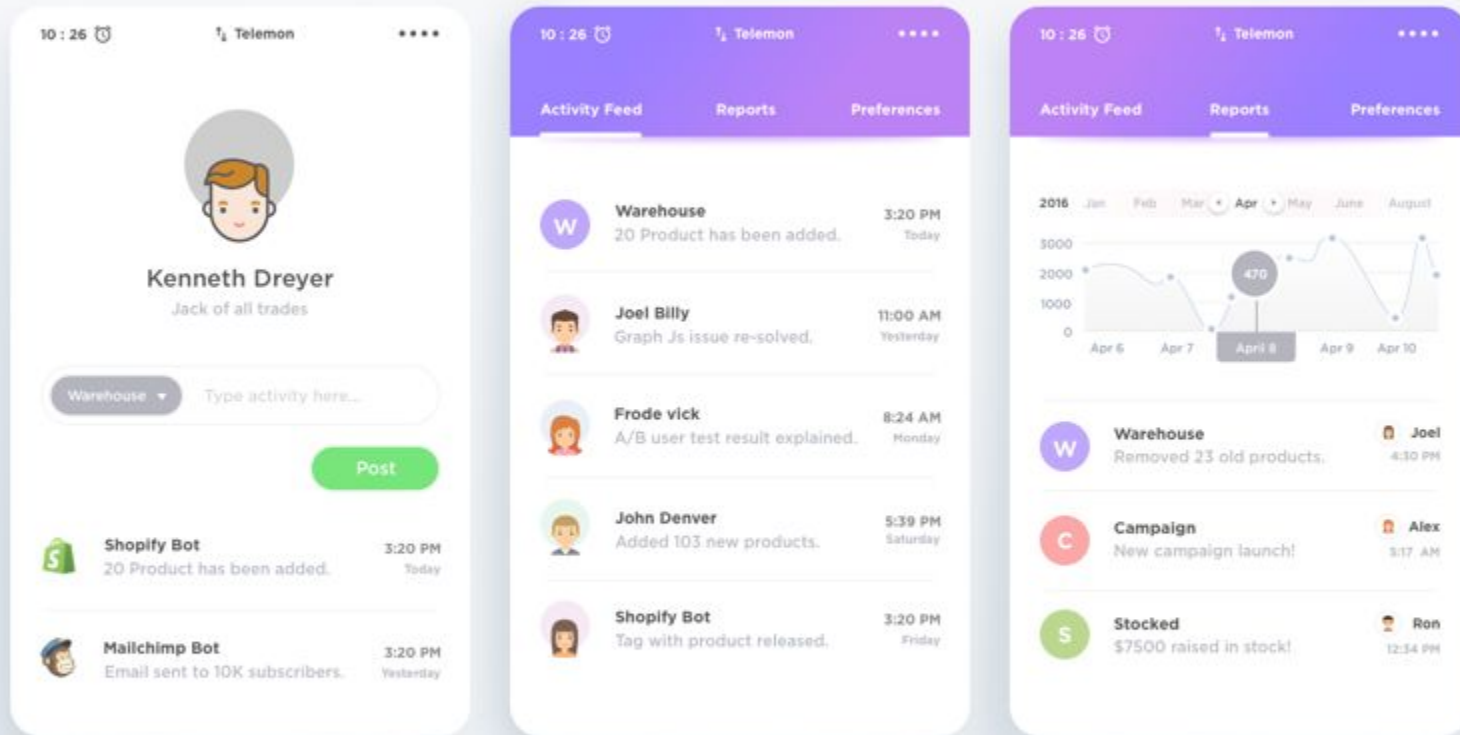 10 : 26 Telemon
Kenneth Dreyer
Jack of all trades
Warehouse Type activity here...
Post
Shopify Bot 3:20 PM
20 Product has been added. Today
Mailchimp Bot 3:20 PM
Email sent to 10K subscribers. Yesterday
10 : 26 Telemon
Activity Feed Reports Preferences
W
Warehouse 3:20 PM
20 Product has been added. Today
Joel Billy 11:00 AM
Graph Js issue re-solved. Yesterday
Frode vick 8:24 AM
A/B user test result explained. Monday
John Denver 5:39 PM
Added 103 new products. Saturday
Shopify Bot 3:20 PM
Tag with product released. Friday
10 : 26 Telemon
Activity Feed Reports Preferences
2016 Jan Feb Mar Apr May June August
3000
2000 470
1000
0
Apr 6 Apr 7 April 8 Apr 9 Apr 10
W
Warehouse Joel
Removed 23 old products. 4:30 PM
C
Campaign Alex
New campaign launch! 3:17 AM
S
Stocked Ron
$7500 raised in stock! 12:34 PM